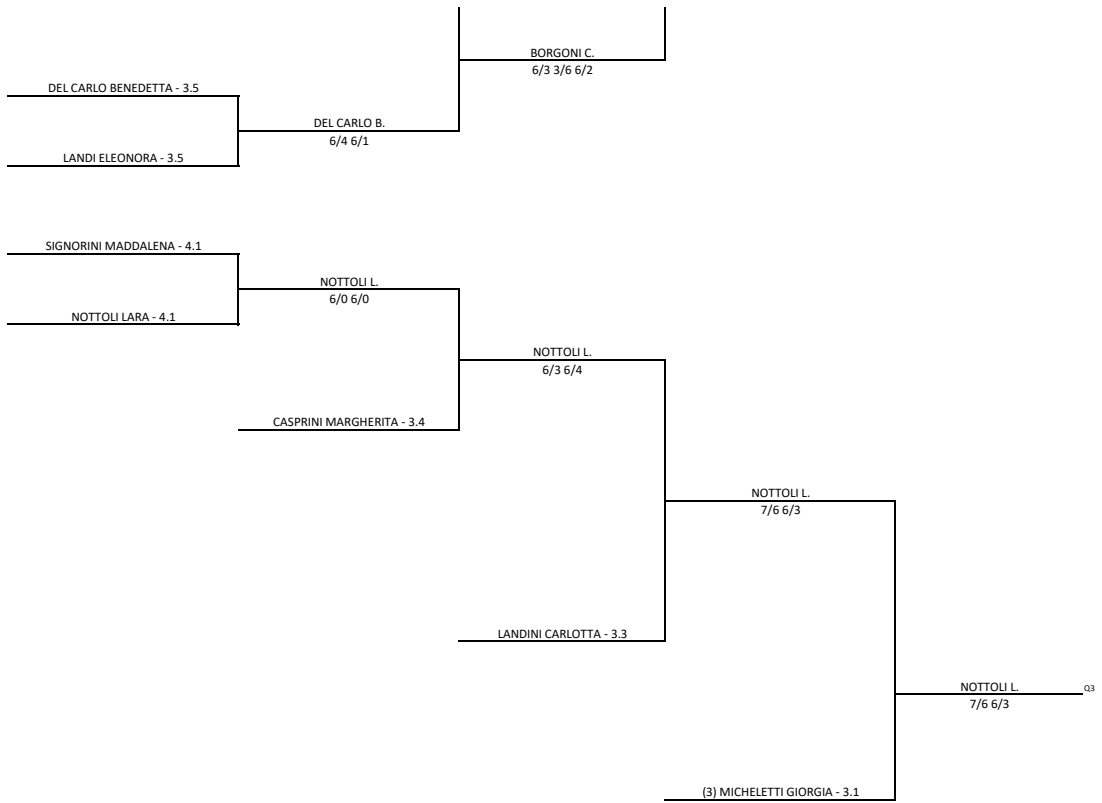 BORGONI C.
6/3 3/6 6/2
DEL CARLO BENEDETTA - 3.5
DEL CARLO B.
6/4 6/1
LANDI ELEONORA - 3.5
SIGNORINI MADDALENA - 4.1
NOTTOLI L.
6/0 6/0
NOTTOLI LARA - 4.1
NOTTOLI L.
6/3 6/4
CASPRINI MARGHERITA - 3.4
NOTTOLI L.
7/6 6/3
LANDINI CARLOTTA - 3.3
NOTTOLI L.
Q3
7/6 6/3
(3) MICHELETTI GIORGIA - 3.1